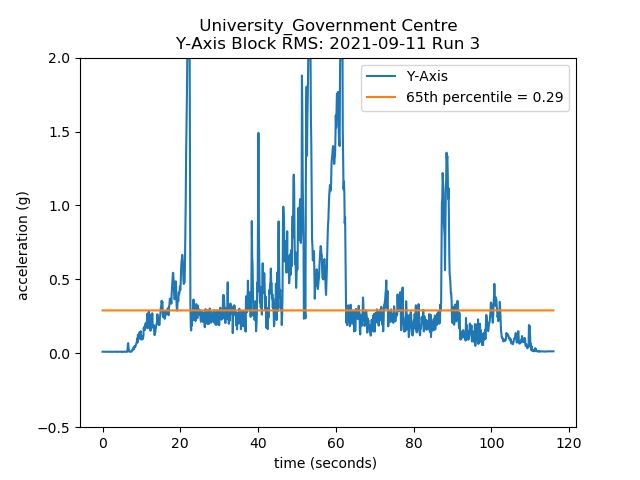 University_Government Centre
Y-Axis Block RMS: 2021-09-11 Run 3
Y-Axis
65th percentile = 0.29
acceleration (g)
2.0
1.5
1.0
0.5
0.0
−0.5
0 20 40 60 80 100 120
time (seconds)